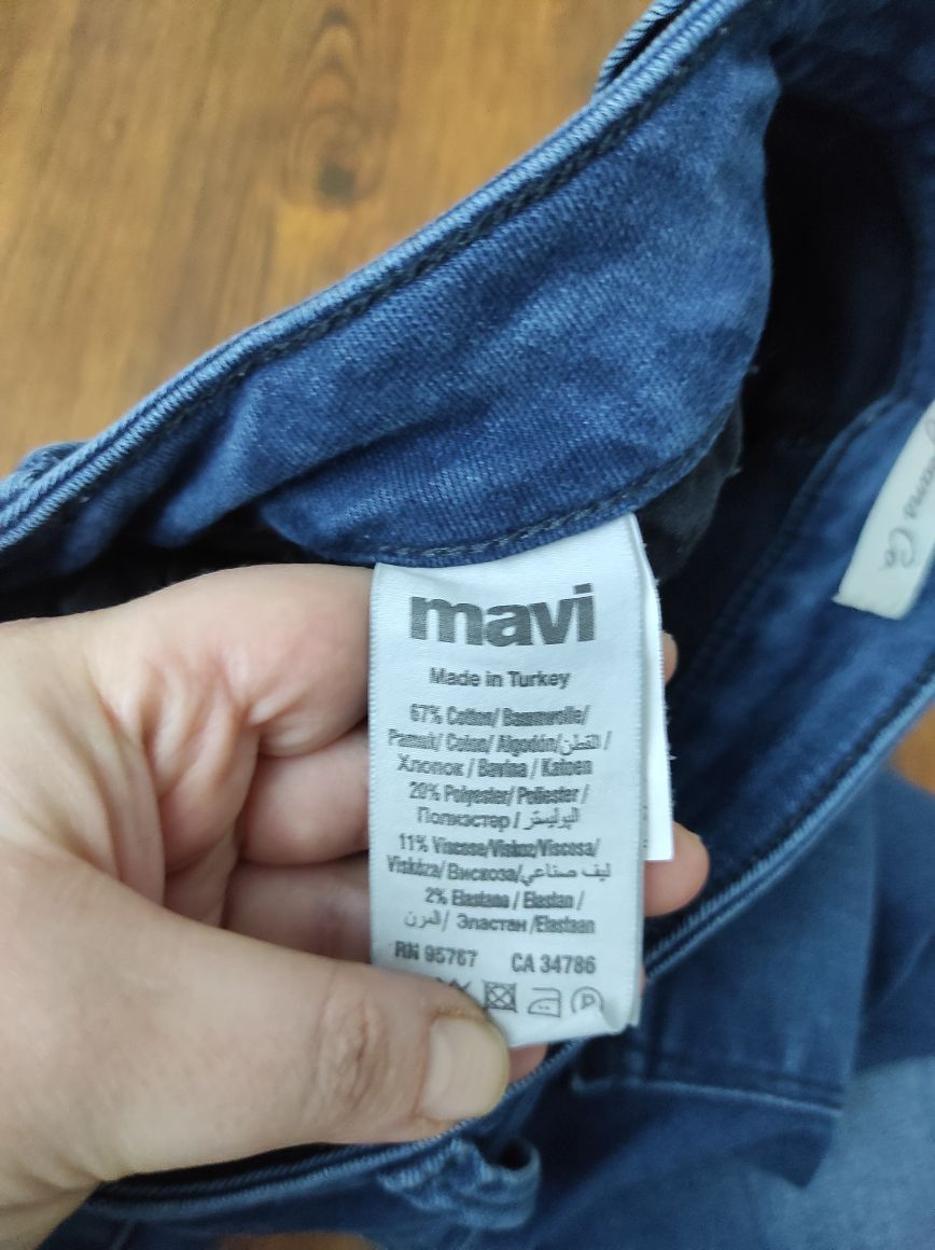 mavi
Made in Turkey
67% Cotton/ Baumwolle/
Pamuk/ Coton/ Algodón/القطن /
Хлопок / Bavlna / Katoen
20% Polyester/ Poliester /
Полиэстер / البوليستر
11% Viscose/Viskoz/Viscosa/
Viskóza/ Вискоза/ليف صناعي
2% Elastane / Elastan /
المرن / Эластан /Elastaan
RN 95767 CA 34786
P
Co